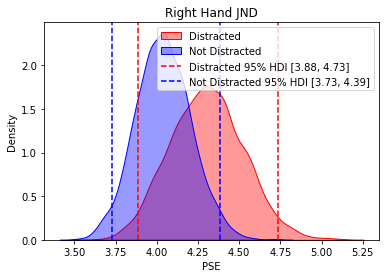 Right Hand JND
Distracted
Not Distracted
Distracted 95% HDI [3.88, 4.73]
Not Distracted 95% HDI [3.73, 4.39]
Density
2.0
1.5
1.0
0.5
0.0
3.50 3.75 4.00 4.25 4.50 4.75 5.00 5.25
PSE